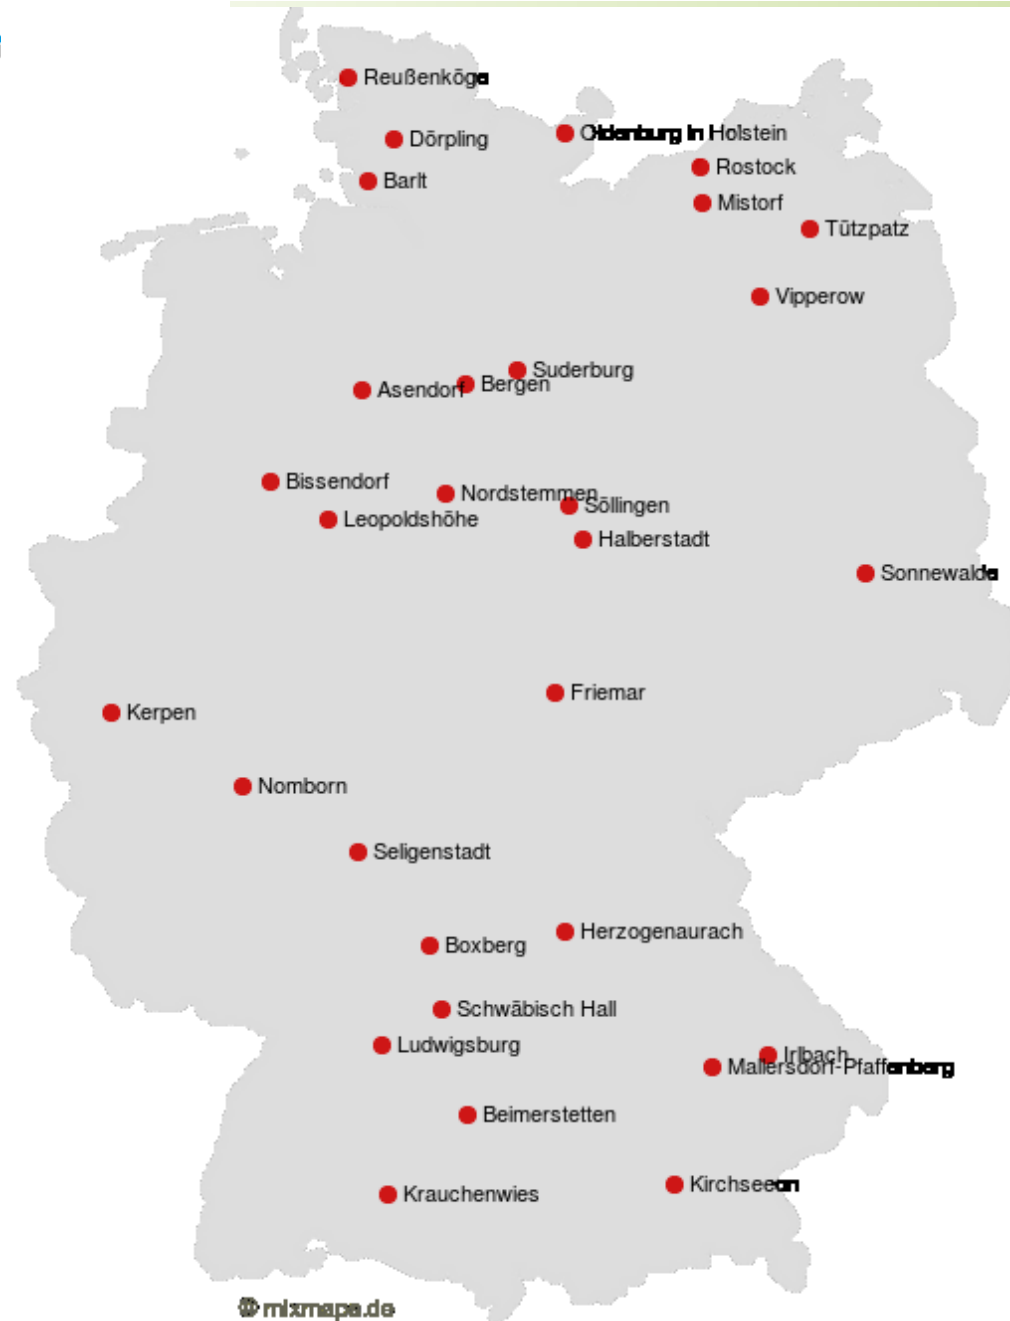 Reußenköge
Oldenburg in Holstein
Dörpling
Rostock
Barlt
Mistorf
Tützpatz
Vipperow
Suderburg
Bergen
Asendorf
Bissendorf
Nordstemmen
Söllingen
Leopoldshöhe
Halberstadt
Sonnewalde
Friemar
Kerpen
Nomborn
Seligenstadt
Herzogenaurach
Boxberg
Schwäbisch Hall
Ludwigsburg
Irlbach
Mallersdorf-Pfaffenberg
Beimerstetten
Kirchseeon
Krauchenwies
© mixmaps.de